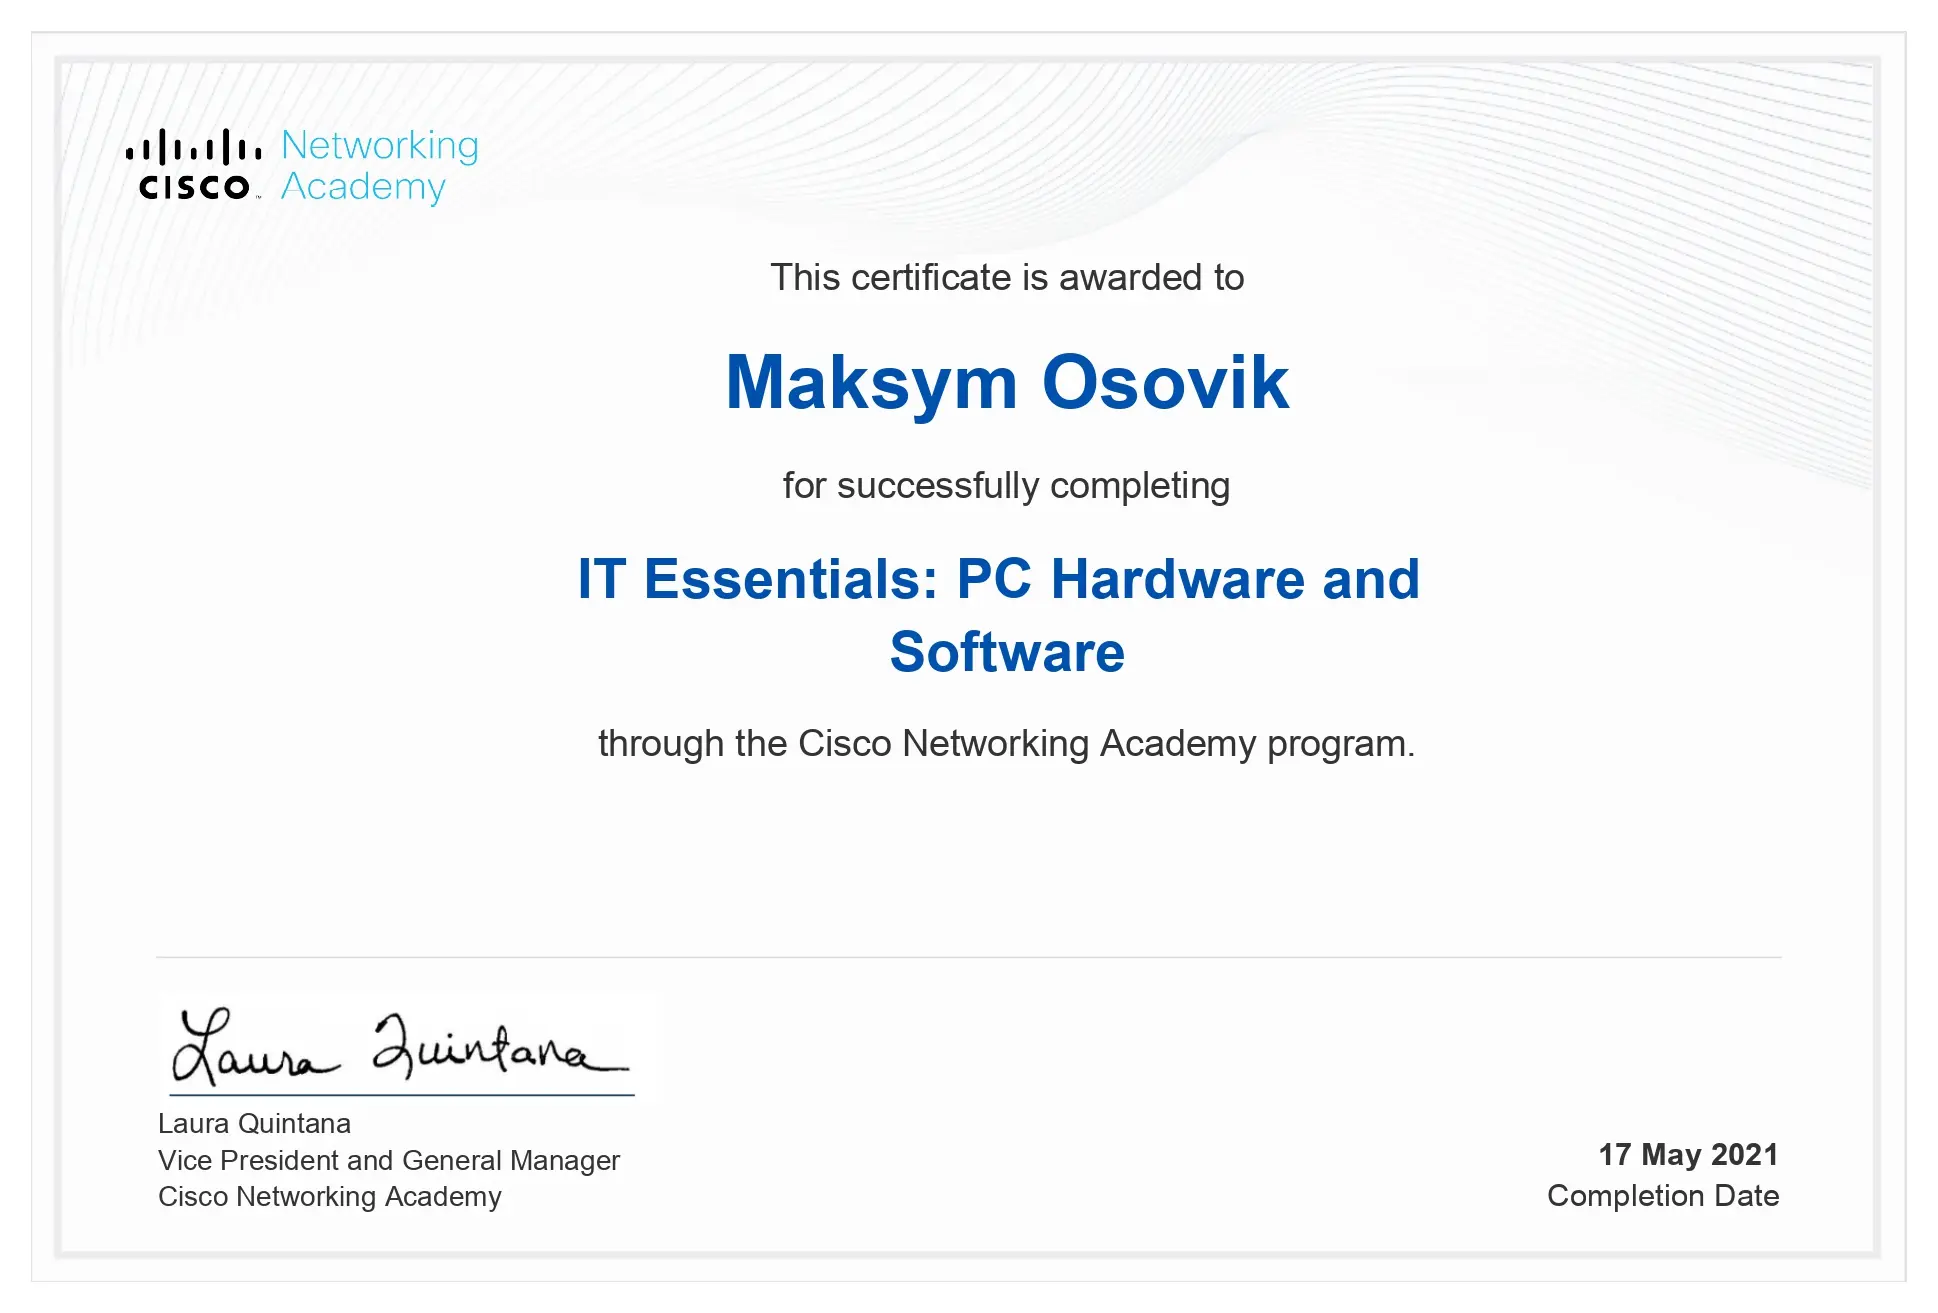 Networking
CISCO™ Academy
This certificate is awarded to
Maksym Osovik
for successfully completing
IT Essentials: PC Hardware and
Software
through the Cisco Networking Academy program.
Laura Quintana
Laura Quintana
Vice President and General Manager
Cisco Networking Academy
17 May 2021
Completion Date